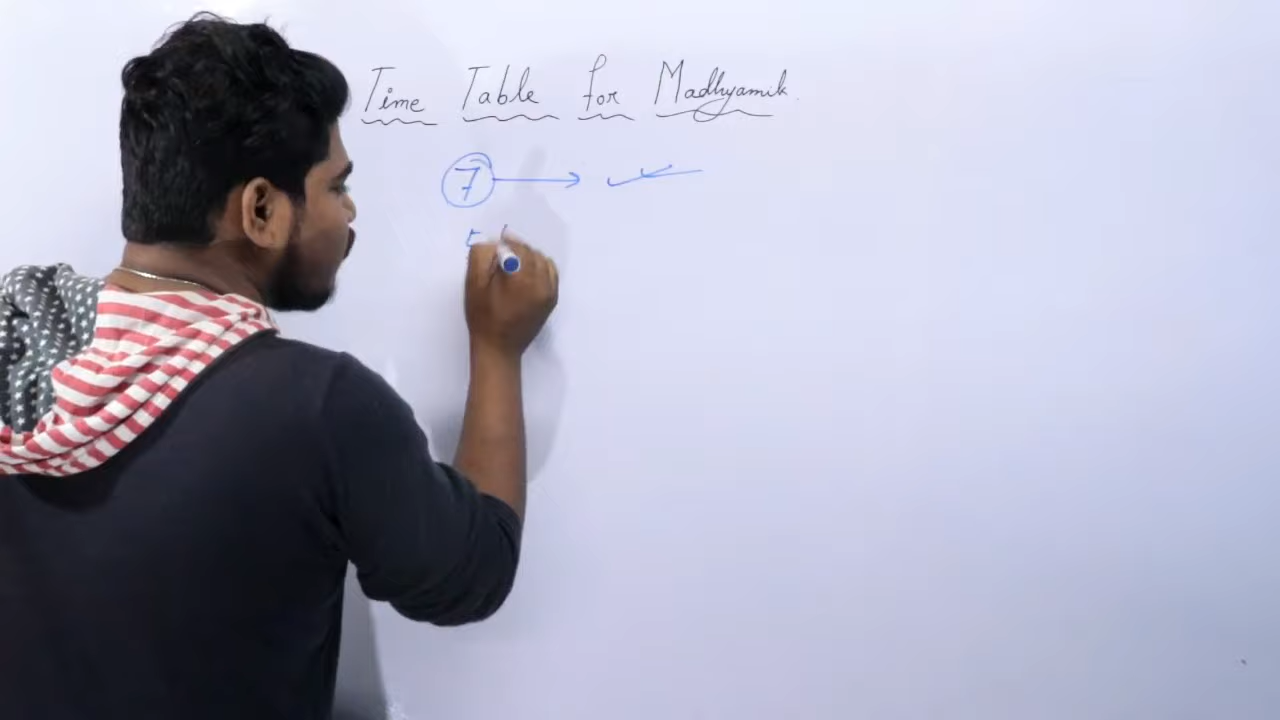 Time Table for Madhyamik.
7 → ✓✓